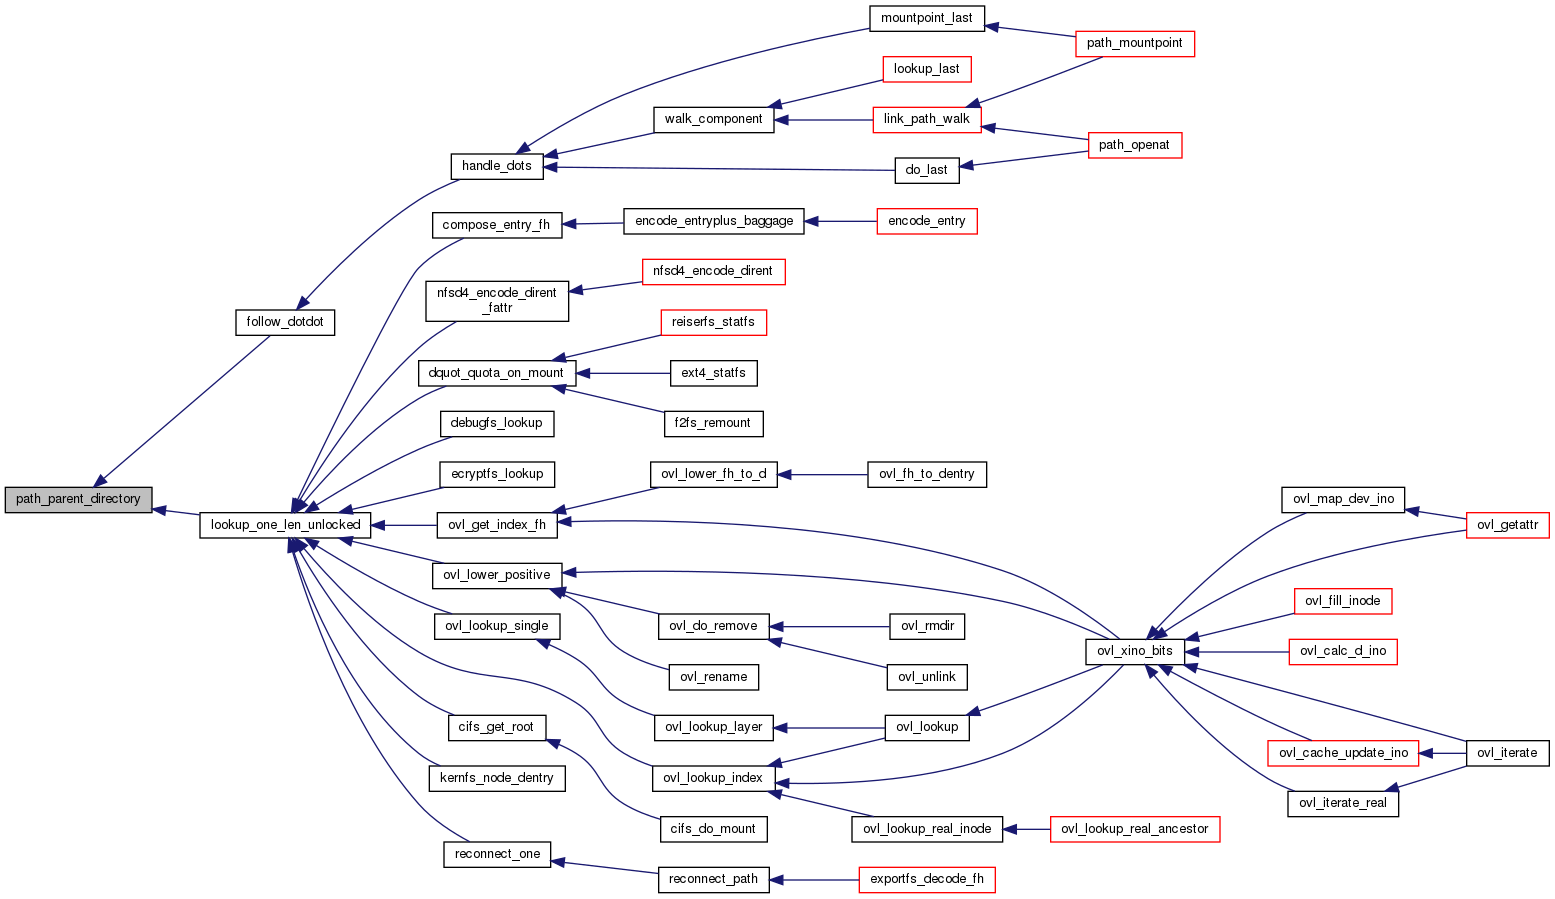 mountpoint_last
path_mountpoint
lookup_last
walk_component
link_path_walk
path_openat
handle_dots
do_last
compose_entry_fh
encode_entryplus_baggage
encode_entry
nfsd4_encode_dirent
nfsd4_encode_dirent
_fattr
follow_dotdot
reiserfs_statfs
dquot_quota_on_mount
ext4_statfs
debugfs_lookup
f2fs_remount
ecryptfs_lookup
ovl_lower_fh_to_d
ovl_fh_to_dentry
path_parent_directory
lookup_one_len_unlocked
ovl_get_index_fh
ovl_map_dev_ino
ovl_getattr
ovl_lower_positive
ovl_fill_inode
ovl_lookup_single
ovl_do_remove
ovl_rmdir
ovl_xino_bits
ovl_calc_d_ino
ovl_rename
ovl_unlink
cifs_get_root
ovl_lookup_layer
ovl_lookup
ovl_cache_update_ino
ovl_iterate
kernfs_node_dentry
ovl_lookup_index
ovl_iterate_real
cifs_do_mount
ovl_lookup_real_inode
ovl_lookup_real_ancestor
reconnect_one
reconnect_path
exportfs_decode_fh